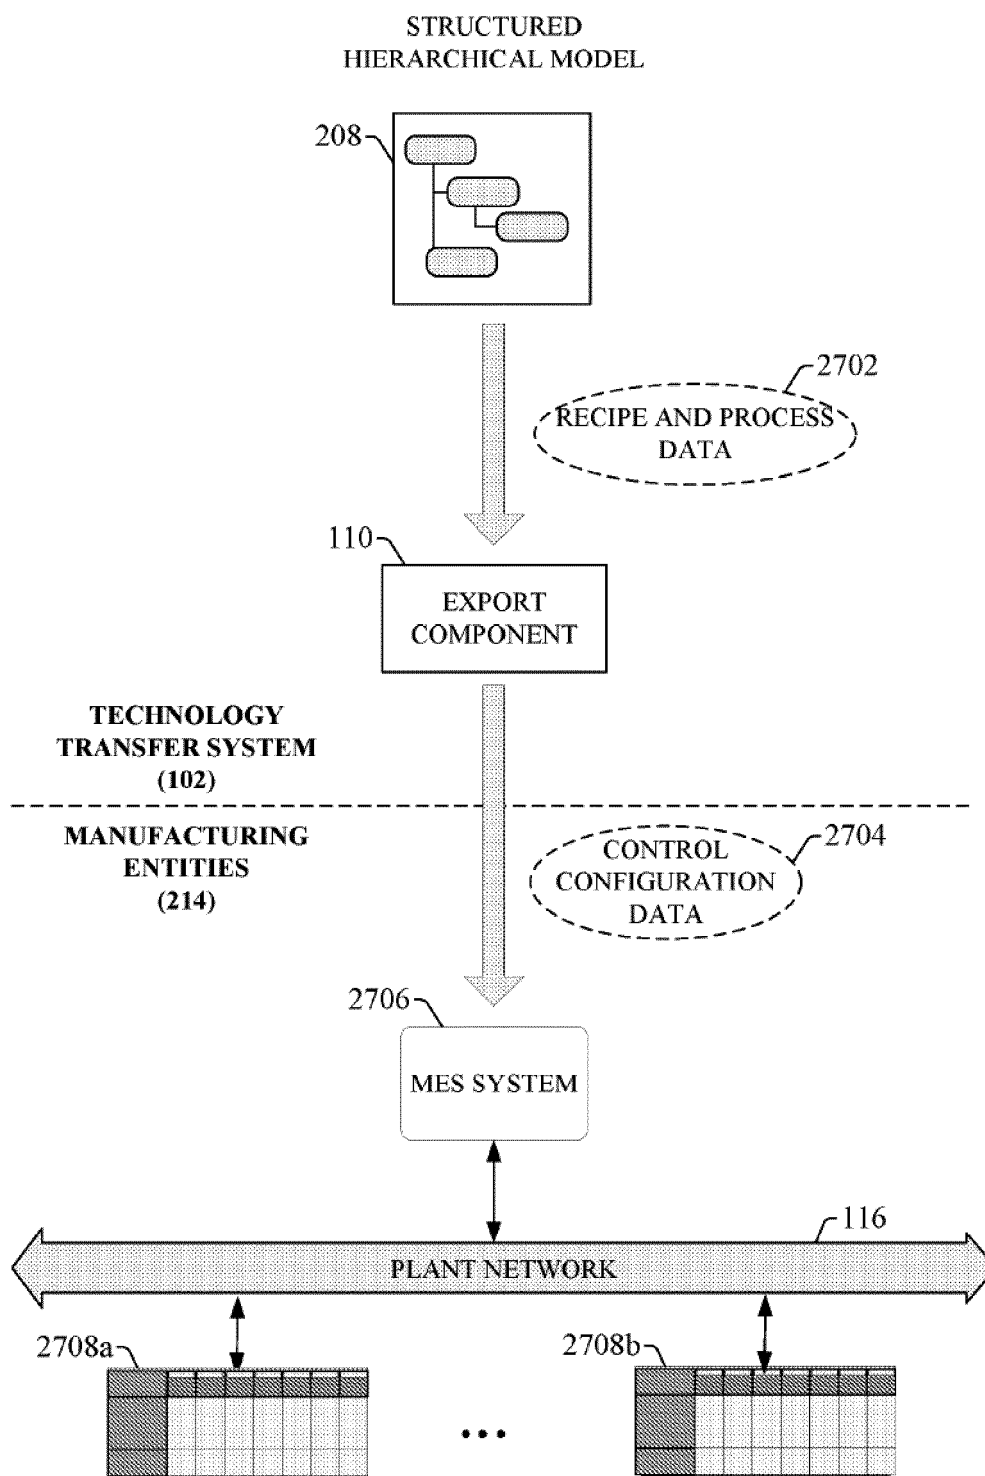 STRUCTURED
HIERARCHICAL MODEL
208
2702
RECIPE AND PROCESS
DATA
110
EXPORT
COMPONENT
TECHNOLOGY
TRANSFER SYSTEM
(102)
MANUFACTURING
ENTITIES
(214)
2704
CONTROL
CONFIGURATION
DATA
2706
MES SYSTEM
116
PLANT NETWORK
2708a
2708b
...